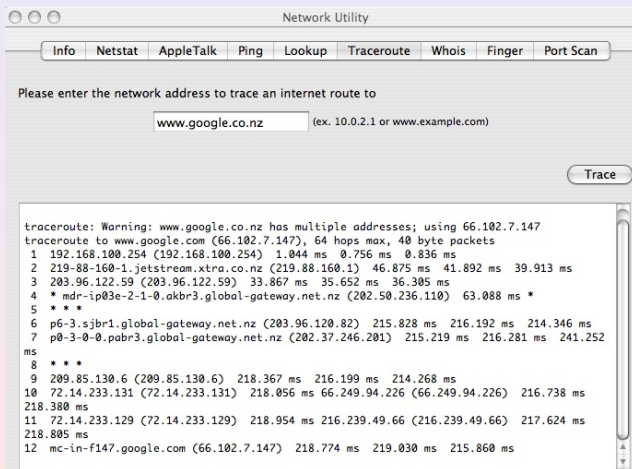 Network Utility
Info Netstat AppleTalk Ping Lookup Traceroute Whois Finger Port Scan
Please enter the network address to trace an internet route to
www.google.co.nz (ex. 10.0.2.1 or www.example.com)
Trace
traceroute: Warning: www.google.co.nz has multiple addresses; using 66.102.7.147
traceroute to www.google.com (66.102.7.147), 64 hops max, 40 byte packets
1 192.168.100.254 (192.168.100.254) 1.044 ms 0.756 ms 0.836 ms
2 219-88-160-1.jetstream.xtra.co.nz (219.88.160.1) 46.875 ms 41.892 ms 39.913 ms
3 203.96.122.59 (203.96.122.59) 33.867 ms 35.652 ms 36.305 ms
4 * mdr-ip03e-2-1-0.akbr3.global-gateway.net.nz (202.50.236.110) 63.088 ms *
5 * * *
6 p6-3.sjbr1.global-gateway.net.nz (203.96.120.82) 215.828 ms 216.192 ms 214.346 ms
7 p0-3-0-0.pabr3.global-gateway.net.nz (202.37.246.201) 215.219 ms 216.281 ms 241.252
ms
8 * * *
9 209.85.130.6 (209.85.130.6) 218.367 ms 216.199 ms 214.268 ms
10 72.14.233.131 (72.14.233.131) 218.056 ms 66.249.94.226 (66.249.94.226) 216.738 ms
218.380 ms
11 72.14.233.129 (72.14.233.129) 218.954 ms 216.239.49.66 (216.239.49.66) 217.624 ms
218.805 ms
12 mc-in-f147.google.com (66.102.7.147) 218.774 ms 219.030 ms 215.860 ms